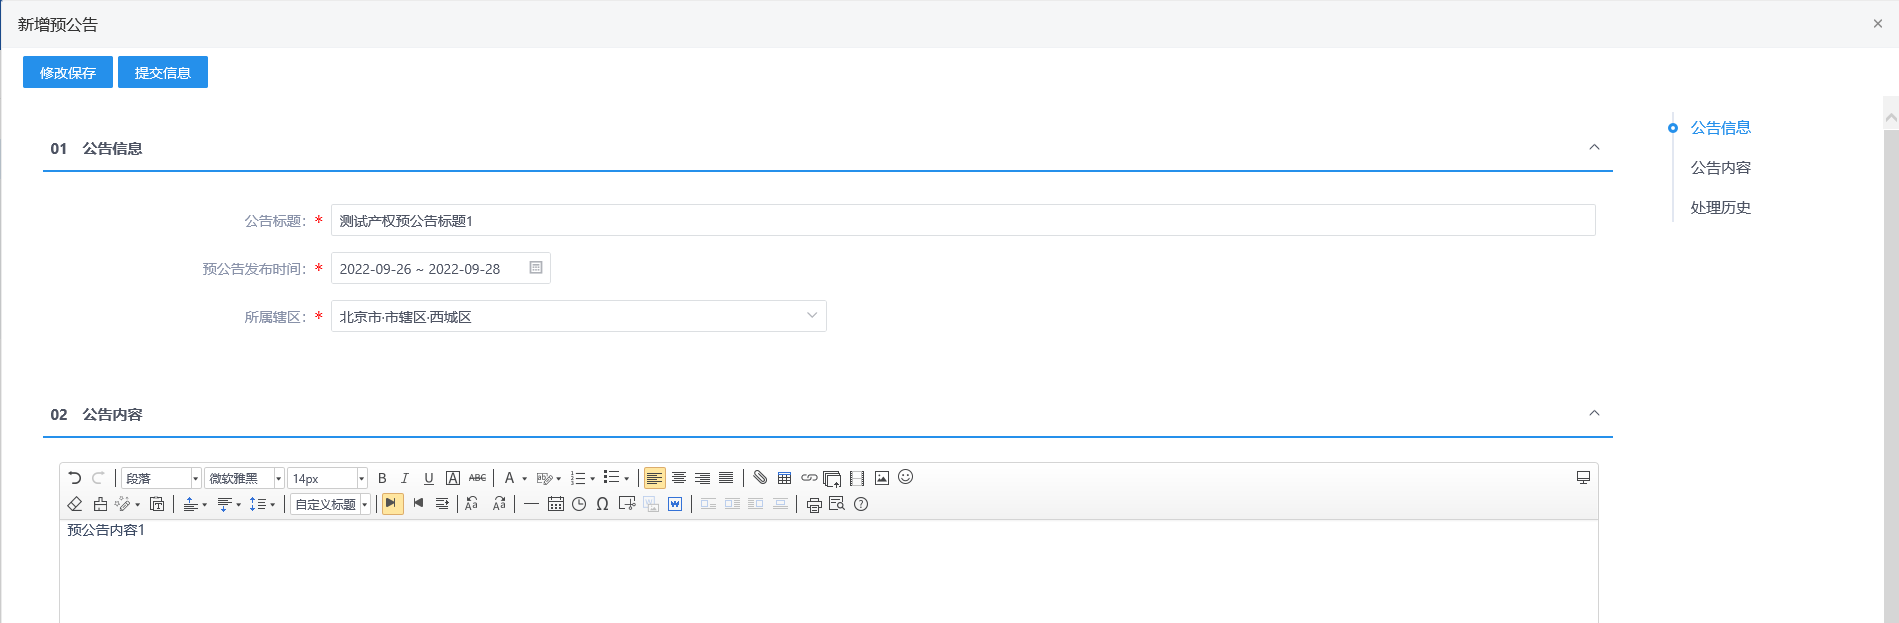 新增预公告
修改保存 提交信息
01 公告信息
公告标题: * 测试产权预公告标题1
预公告发布时间: * 2022-09-26 ~ 2022-09-28
所属辖区: * 北京市·市辖区·西城区
公告信息
公告内容
处理历史
02 公告内容
段落 微软雅黑 14px B I U A ABC A
自定义标题 Aa Aa Ω W ?
预公告内容1